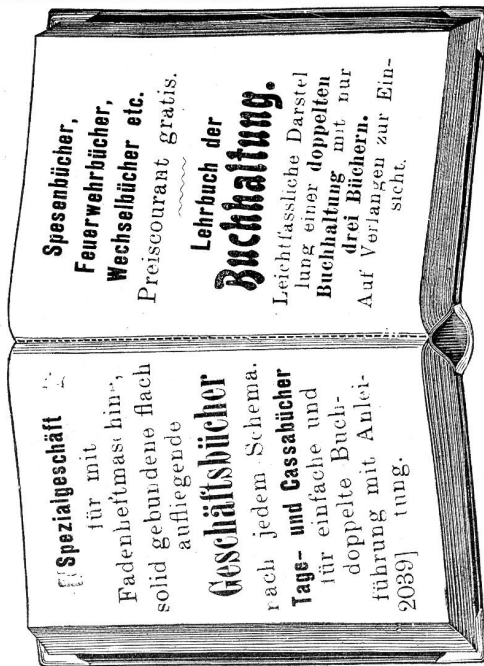 Spezialgeschäft
für mit
Fadenheftmaschine,
solid gebundene flach
aufliegende
Geschäftsbücher
nach jedem Schema.
Tage- und Cassabücher
für einfache und
doppelte Buch-
führung mit Anlei-
2039] tung.
Spesenbücher,
Feuerwehrbücher,
Wechselbücher etc.
Preiscourant gratis.
Lehrbuch der
Buchhaltung.
Leichtfassliche Darstel
lung einer doppelten
Buchhaltung mit nur
drei Büchern.
Auf Verlangen zur Ein-
sicht.